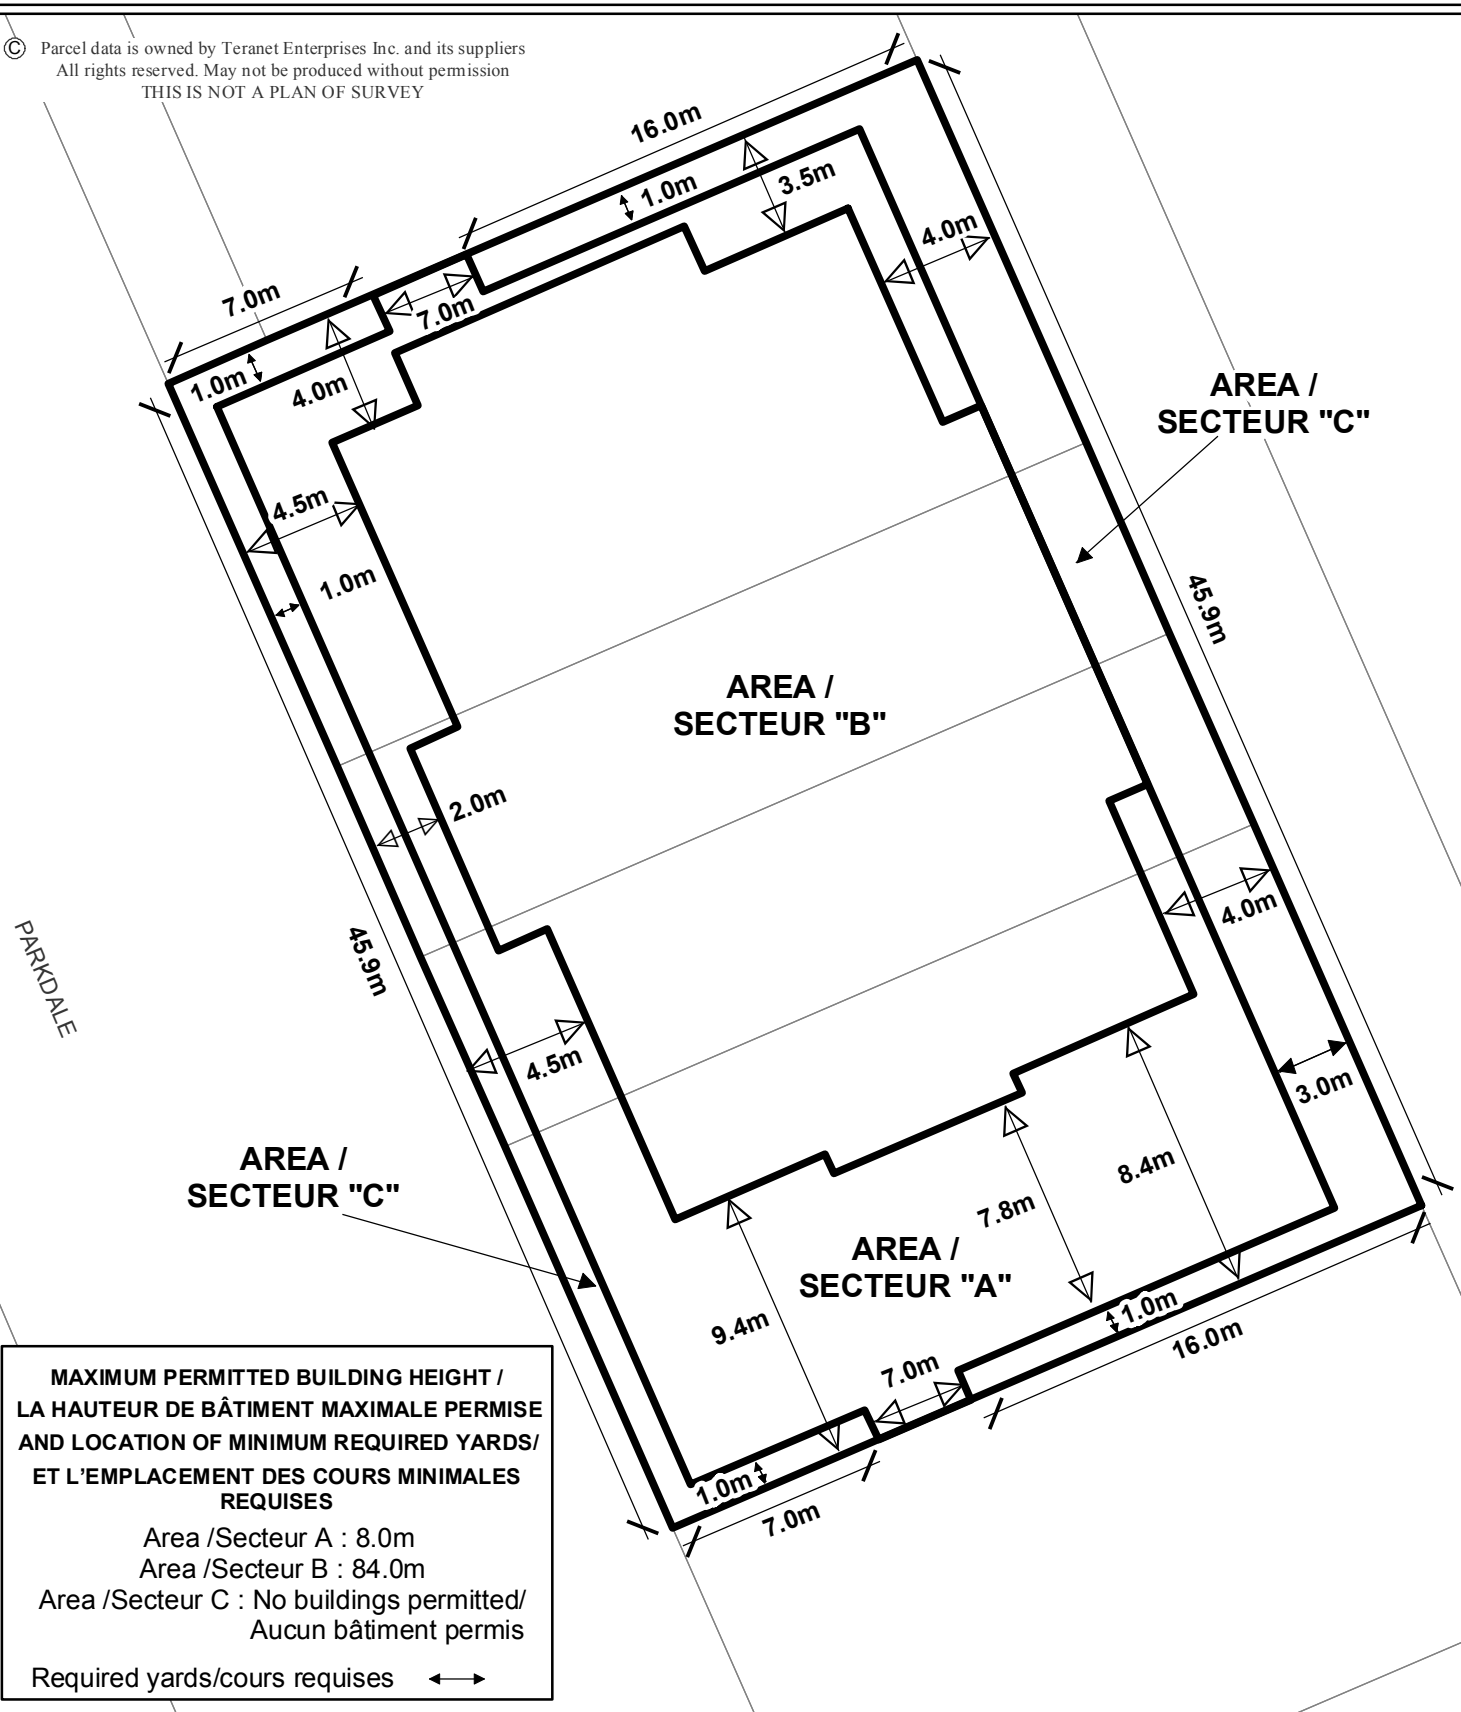 © Parcel data is owned by Teranet Enterprises Inc. and its suppliers
All rights reserved. May not be produced without permission
THIS IS NOT A PLAN OF SURVEY
16.0m
1.0m
3.5m
4.0m
7.0m
7.0m
1.0m
4.0m
AREA /
SECTEUR "C"
4.5m
1.0m
45.9m
AREA /
SECTEUR "B"
2.0m
4.0m
PARKDALE
45.9m
4.5m
3.0m
AREA /
SECTEUR "C"
8.4m
7.8m
AREA /
SECTEUR "A"
9.4m
1.0m
16.0m
7.0m
1.0m
7.0m
MAXIMUM PERMITTED BUILDING HEIGHT /
LA HAUTEUR DE BÂTIMENT MAXIMALE PERMISE
AND LOCATION OF MINIMUM REQUIRED YARDS/
ET L'EMPLACEMENT DES COURS MINIMALES
REQUISES
Area /Secteur A : 8.0m
Area /Secteur B : 84.0m
Area /Secteur C : No buildings permitted/
Aucun bâtiment permis
Required yards/cours requises